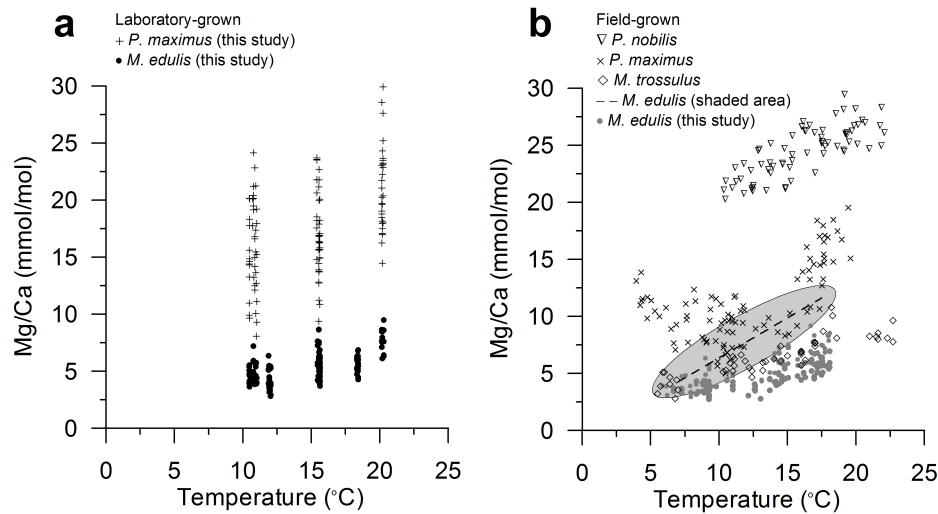 a
Laboratory-grown
+ P. maximus (this study)
● M. edulis (this study)
30
25
20
15
10
5
0
Mg/Ca (mmol/mol)
0 5 10 15 20 25
Temperature (°C)
b
Field-grown
▽ P. nobilis
× P. maximus
◇ M. trossulus
– – M. edulis (shaded area)
● M. edulis (this study)
30
25
20
15
10
5
0
Mg/Ca (mmol/mol)
0 5 10 15 20 25
Temperature (°C)